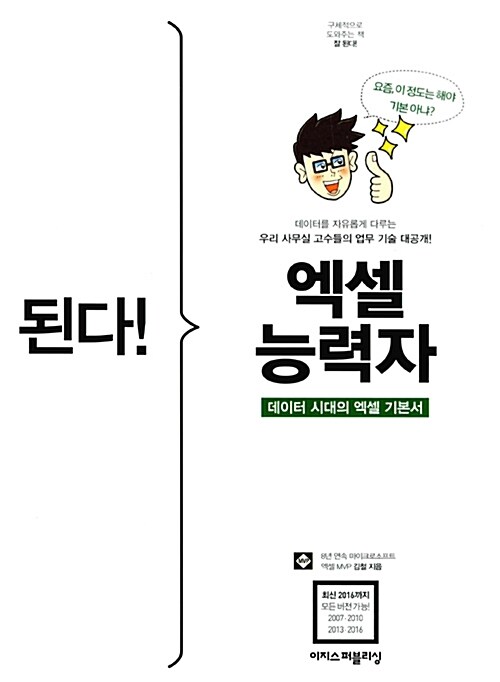 구체적으로
도와주는 책
잘 된다!
요즘, 이 정도는 해야
기본 아냐?
데이터를 자유롭게 다루는
우리 사무실 고수들의 업무 기술 대공개!
된다!
엑셀
능력자
데이터 시대의 엑셀 기본서
MVP
8년 연속 마이크로소프트
엑셀 MVP 김철 지음
최신 2016까지
모든 버전 가능!
2007·2010
2013·2016
이지스퍼블리싱